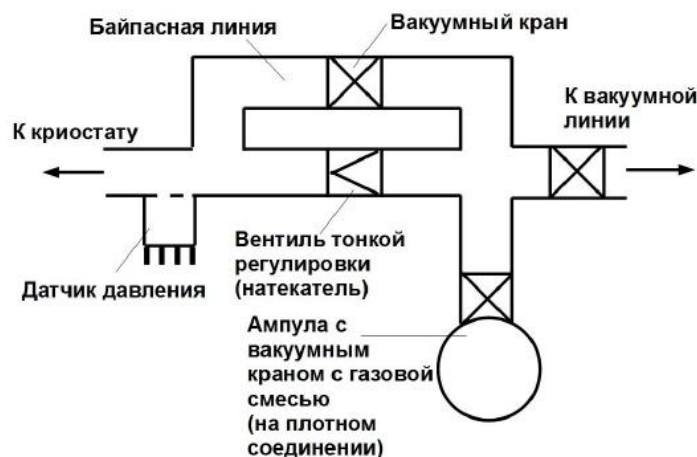 Байпасная линия
Вакуумный кран
К криостату
К вакуумной
линии
Датчик давления
Вентиль тонкой
регулировки
(натекатель)
Ампула с
вакуумным
краном с газовой
смесью
(на плотном
соединении)